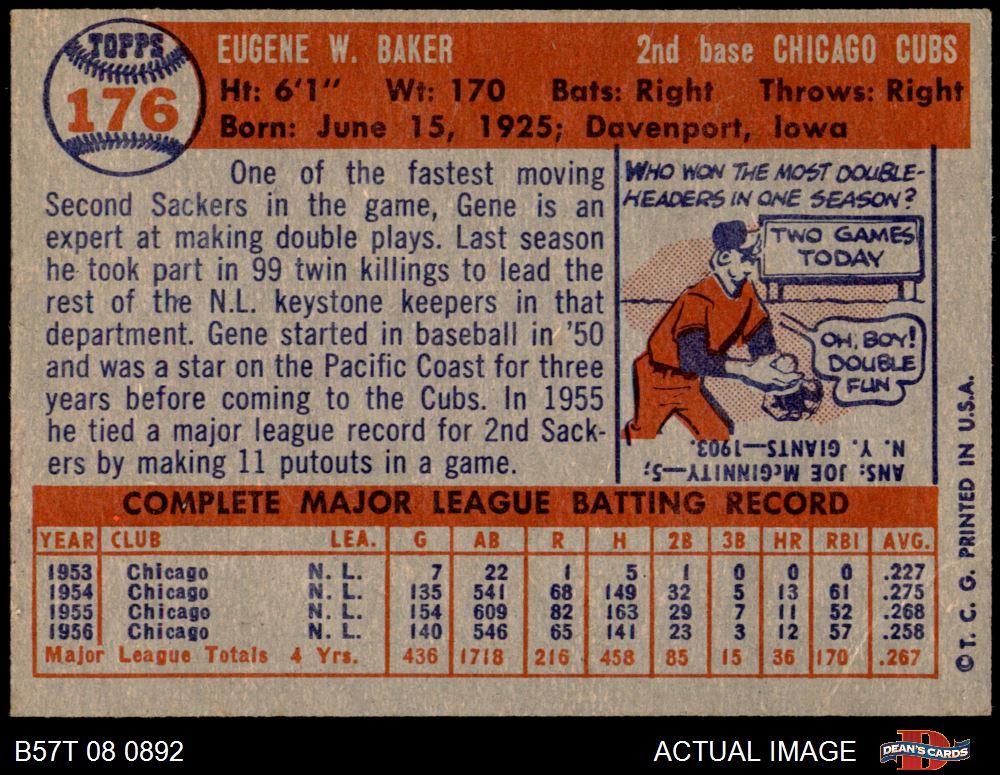 TOPPS
176
EUGENE W. BAKER 2nd base CHICAGO CUBS
Ht: 6'1" Wt: 170 Bats: Right Throws: Right
Born: June 15, 1925; Davenport, Iowa
One of the fastest moving
Second Sackers in the game, Gene is an
expert at making double plays. Last season
he took part in 99 twin killings to lead the
rest of the N.L. keystone keepers in that
department. Gene started in baseball in '50
and was a star on the Pacific Coast for three
years before coming to the Cubs. In 1955
he tied a major league record for 2nd Sack-
ers by making 11 putouts in a game.
WHO WON THE MOST DOUBLE-
HEADERS IN ONE SEASON?
TWO GAMES
TODAY
OH, BOY!
DOUBLE
FUN
ANS: JOE McGINNITY—5;
N. Y. GIANTS—1903.
COMPLETE MAJOR LEAGUE BATTING RECORD
YEAR CLUB LEA. G AB R H 2B 3B HR RBI AVG.
1953 Chicago N. L. 7 22 1 5 1 0 0 0 .227
1954 Chicago N. L. 135 541 68 149 32 5 13 61 .275
1955 Chicago N. L. 154 609 82 163 29 7 11 52 .268
1956 Chicago N. L. 140 546 65 141 23 3 12 57 .258
Major League Totals 4 Yrs. 436 1718 216 458 85 15 36 170 .267
© T. C. G. PRINTED IN U.S.A.
B57T 08 0892 ACTUAL IMAGE
D
DEAN'S CARDS